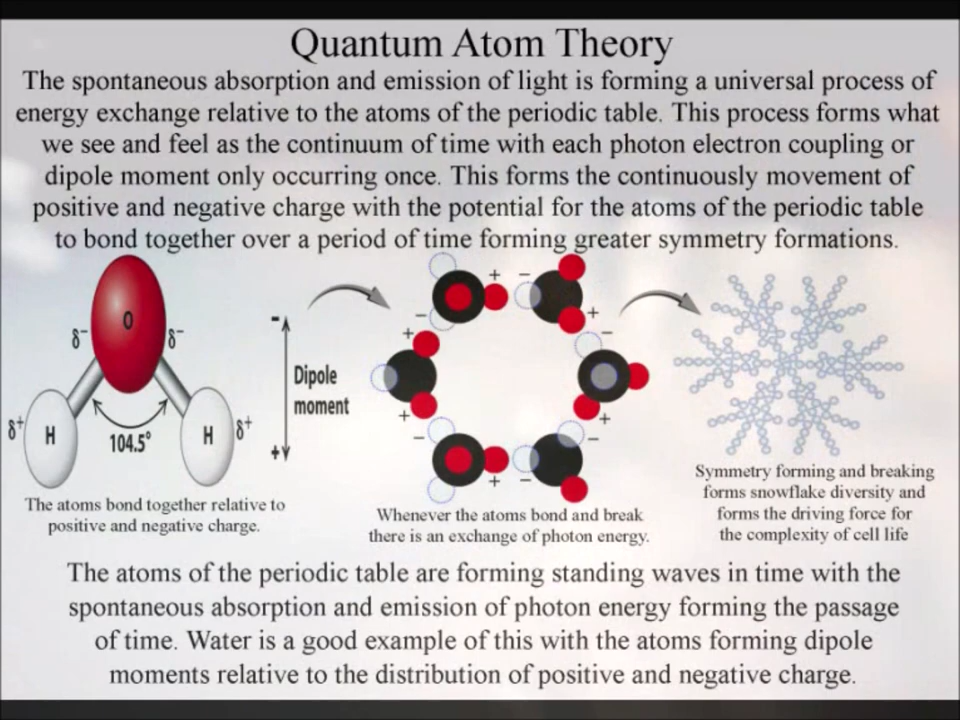 Quantum Atom Theory
The spontaneous absorption and emission of light is forming a universal process of
energy exchange relative to the atoms of the periodic table. This process forms what
we see and feel as the continuum of time with each photon electron coupling or
dipole moment only occurring once. This forms the continuously movement of
positive and negative charge with the potential for the atoms of the periodic table
to bond together over a period of time forming greater symmetry formations.
O
δ⁻ δ⁻
δ⁺ H H δ⁺
104.5°
-
Dipole
moment
+
+ −
− +
+ −
+ +
− −
+ −
The atoms bond together relative to
positive and negative charge.
Whenever the atoms bond and break
there is an exchange of photon energy.
Symmetry forming and breaking
forms snowflake diversity and
forms the driving force for
the complexity of cell life
The atoms of the periodic table are forming standing waves in time with the
spontaneous absorption and emission of photon energy forming the passage
of time. Water is a good example of this with the atoms forming dipole
moments relative to the distribution of positive and negative charge.